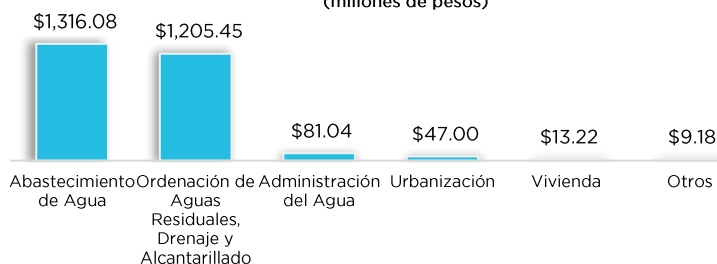 (millones de pesos)
$1,316.08
$1,205.45
$81.04
$47.00
$13.22
$9.18
Abastecimiento
de Agua
Ordenación de
Aguas
Residuales,
Drenaje y
Alcantarillado
Administración
del Agua
Urbanización
Vivienda
Otros